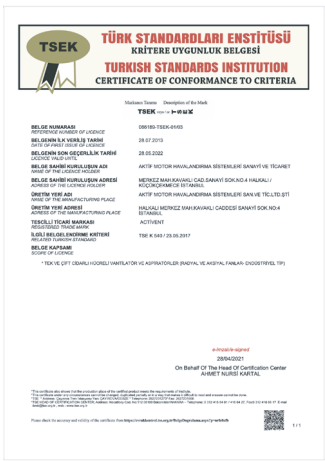 TSEK
TÜRK STANDARDLARI ENSTİTÜSÜ
KRİTERE UYGUNLUK BELGESİ
TURKISH STANDARDS INSTITUTION
CERTIFICATE OF CONFORMANCE TO CRITERIA
Markanın Tanımı Description of the Mark
TSEK
BELGE NUMARASI 086189-TSEK-01/03
REFERENCE NUMBER OF LICENCE
BELGENİN İLK VERİLİŞ TARİHİ 28.07.2013
DATE OF FIRST ISSUE OF LICENCE
BELGENİN SON GEÇERLİLİK TARİHİ 28.05.2022
LICENCE VALID UNTIL
BELGE SAHİBİ KURULUŞUN ADI AKTİF MOTOR HAVALANDIRMA SİSTEMLERİ SANAYİ VE TİCARET
NAME OF THE LICENCE HOLDER
BELGE SAHİBİ KURULUŞUN ADRESİ MERKEZ MAH.KAVAKLI CAD.SANAYİ SOK.NO:4 HALKALI /
ADRESS OF THE LICENCE HOLDER KÜÇÜKÇEKMECE İSTANBUL
ÜRETİM YERİ ADI AKTİF MOTOR HAVALANDIRMA SİSTEMLERİ SAN.VE TİC.LTD.ŞTİ
NAME OF THE MANUFACTURING PLACE
ÜRETİM YERİ ADRESİ HALKALI MERKEZ MAH.KAVAKLI CADDESİ SANAYİ SOK.NO:4
ADRESS OF THE MANUFACTURING PLACE İSTANBUL
TESCİLLİ TİCARİ MARKASI ACTIVENT
REGISTERED TRADE MARK
İLGİLİ BELGELENDİRME KRİTERİ TSE K 540 / 23.06.2017
RELATED TURKISH STANDARD
BELGE KAPSAMI
SCOPE OF LICENCE
* TEK VE ÇİFT CİDARLI HÜCRELİ VANTİLATÖR VE ASPİRATÖRLER (RADYAL VE AKSİYAL FANLAR- ENDÜSTRİYEL TİP)
e-imzalı/e-signed
28/04/2021
On Behalf Of The Head Of Certification Center
AHMET NURSİ KARTAL
1 / 1